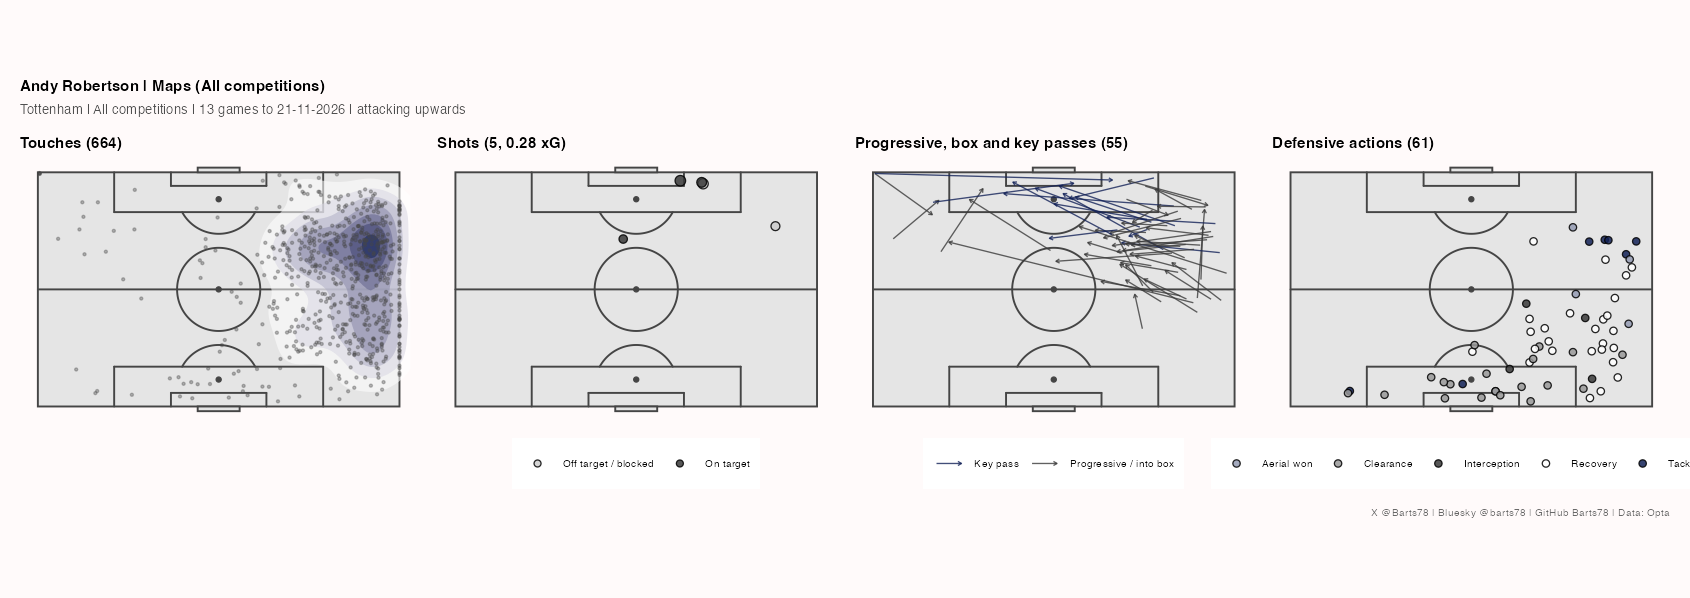 Andy Robertson | Maps (All competitions)
Tottenham | All competitions | 13 games to 21-11-2026 | attacking upwards
Touches (664)
Shots (5, 0.28 xG)
Progressive, box and key passes (55)
Defensive actions (61)
Off target / blocked
On target
Key pass
Progressive / into box
Aerial won
Clearance
Interception
Recovery
Tack
X @Barts78 | Bluesky @barts78 | GitHub Barts78 | Data: Opta